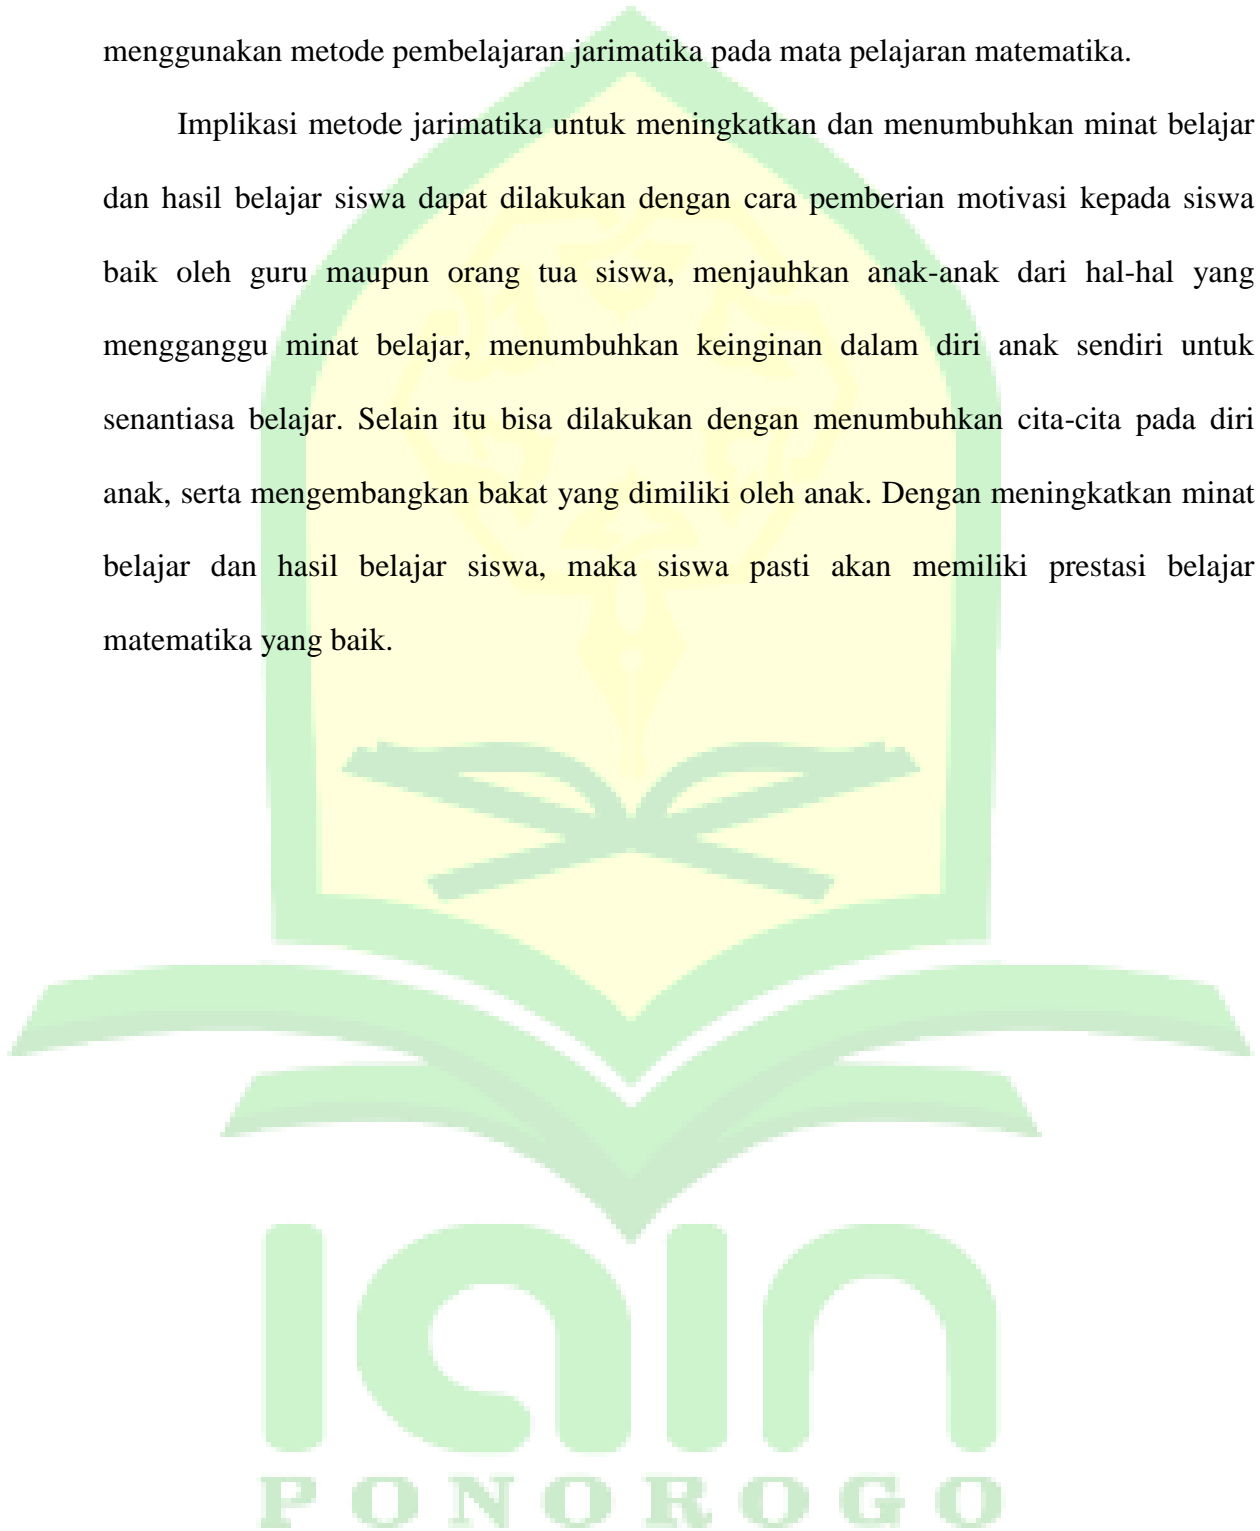 menggunakan metode pembelajaran jarimatika pada mata pelajaran matematika.
Implikasi metode jarimatika untuk meningkatkan dan menumbuhkan minat belajar
dan hasil belajar siswa dapat dilakukan dengan cara pemberian motivasi kepada siswa
baik oleh guru maupun orang tua siswa, menjauhkan anak-anak dari hal-hal yang
mengganggu minat belajar, menumbuhkan keinginan dalam diri anak sendiri untuk
senantiasa belajar. Selain itu bisa dilakukan dengan menumbuhkan cita-cita pada diri
anak, serta mengembangkan bakat yang dimiliki oleh anak. Dengan meningkatkan minat
belajar dan hasil belajar siswa, maka siswa pasti akan memiliki prestasi belajar
matematika yang baik.
iain
PONOROGO